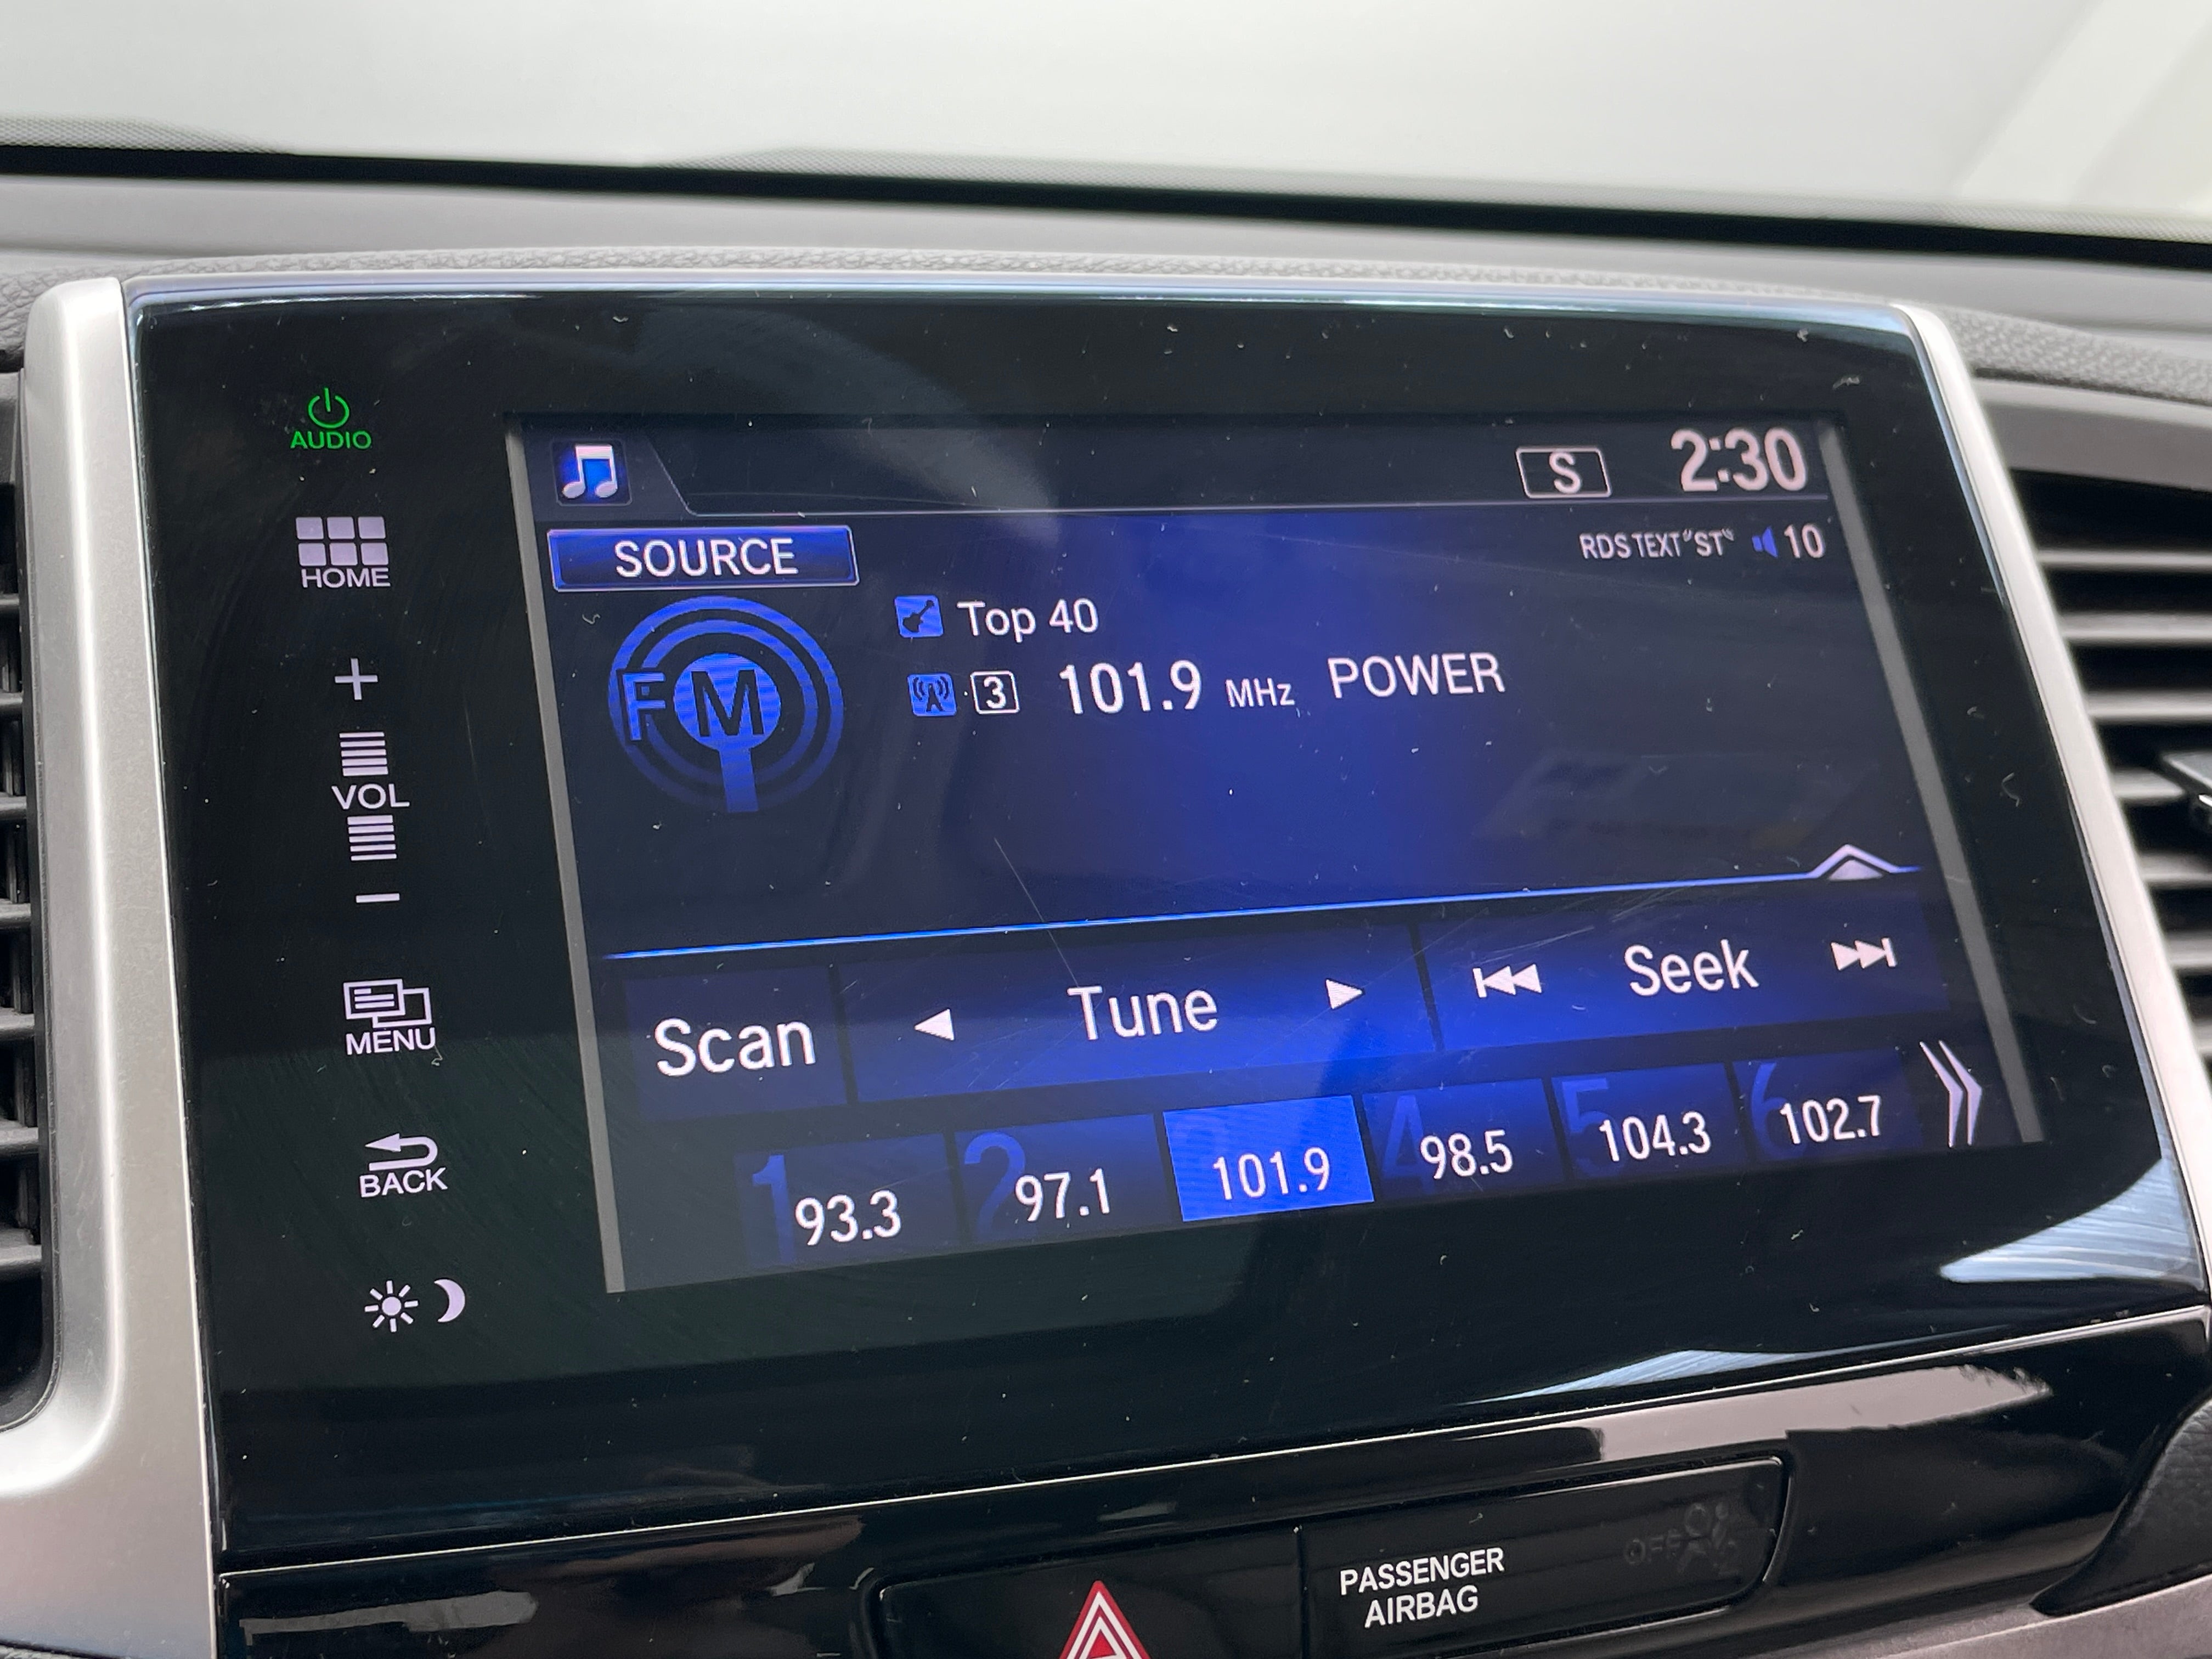 AUDIO
HOME
VOL
MENU
BACK
S 2:30
SOURCE
RDS TEXT "ST" 10
Top 40
FM
3 101.9 MHz POWER
Scan Tune Seek
1 93.3 2 97.1 101.9 4 98.5 5 104.3 6 102.7
PASSENGER
AIRBAG
OFF